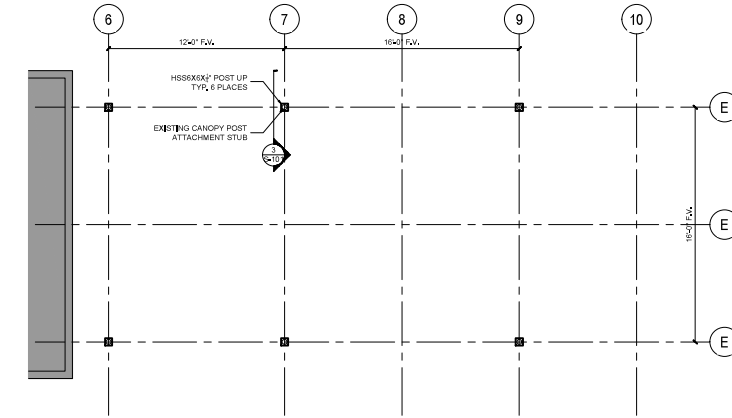 6 7 8 9 10
12'-0" F.V. 16'-0" F.V.
HSS6X6X¼" POST UP
TYP. 6 PLACES
E
EXISTING CANOPY POST
ATTACHMENT STUB
3
S-101
E
16'-0" F.V.
E